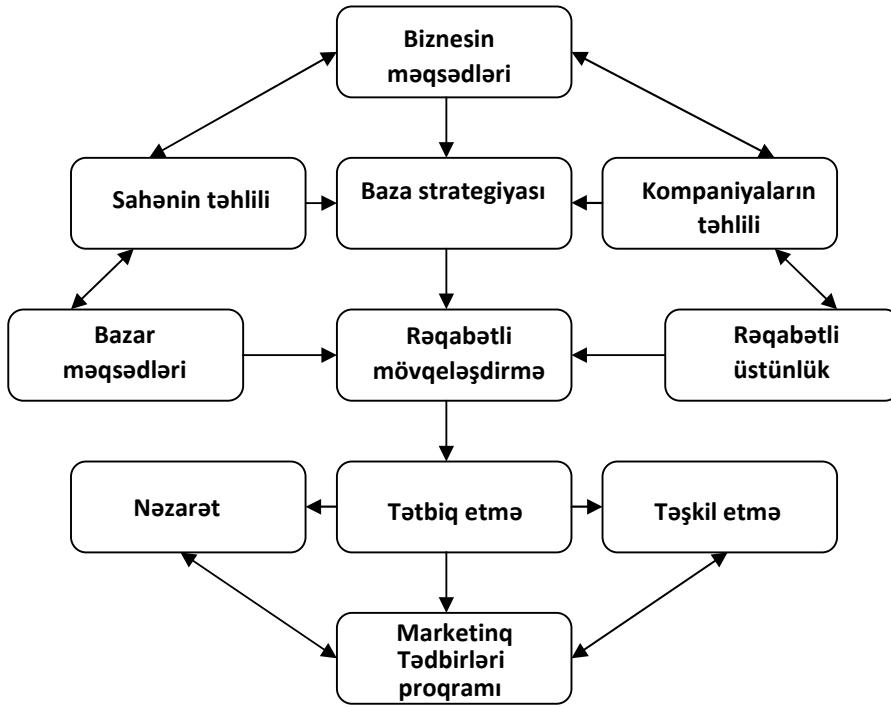 Biznesin
məqsədləri
Sahənin təhlili
Baza strategiyası
Kompaniyaların
təhlili
Bazar
məqsədləri
Rəqabətli
mövqeləşdirmə
Rəqabətli
üstünlük
Nəzarət
Tətbiq etmə
Təşkil etmə
Marketinq
Tədbirləri
proqramı